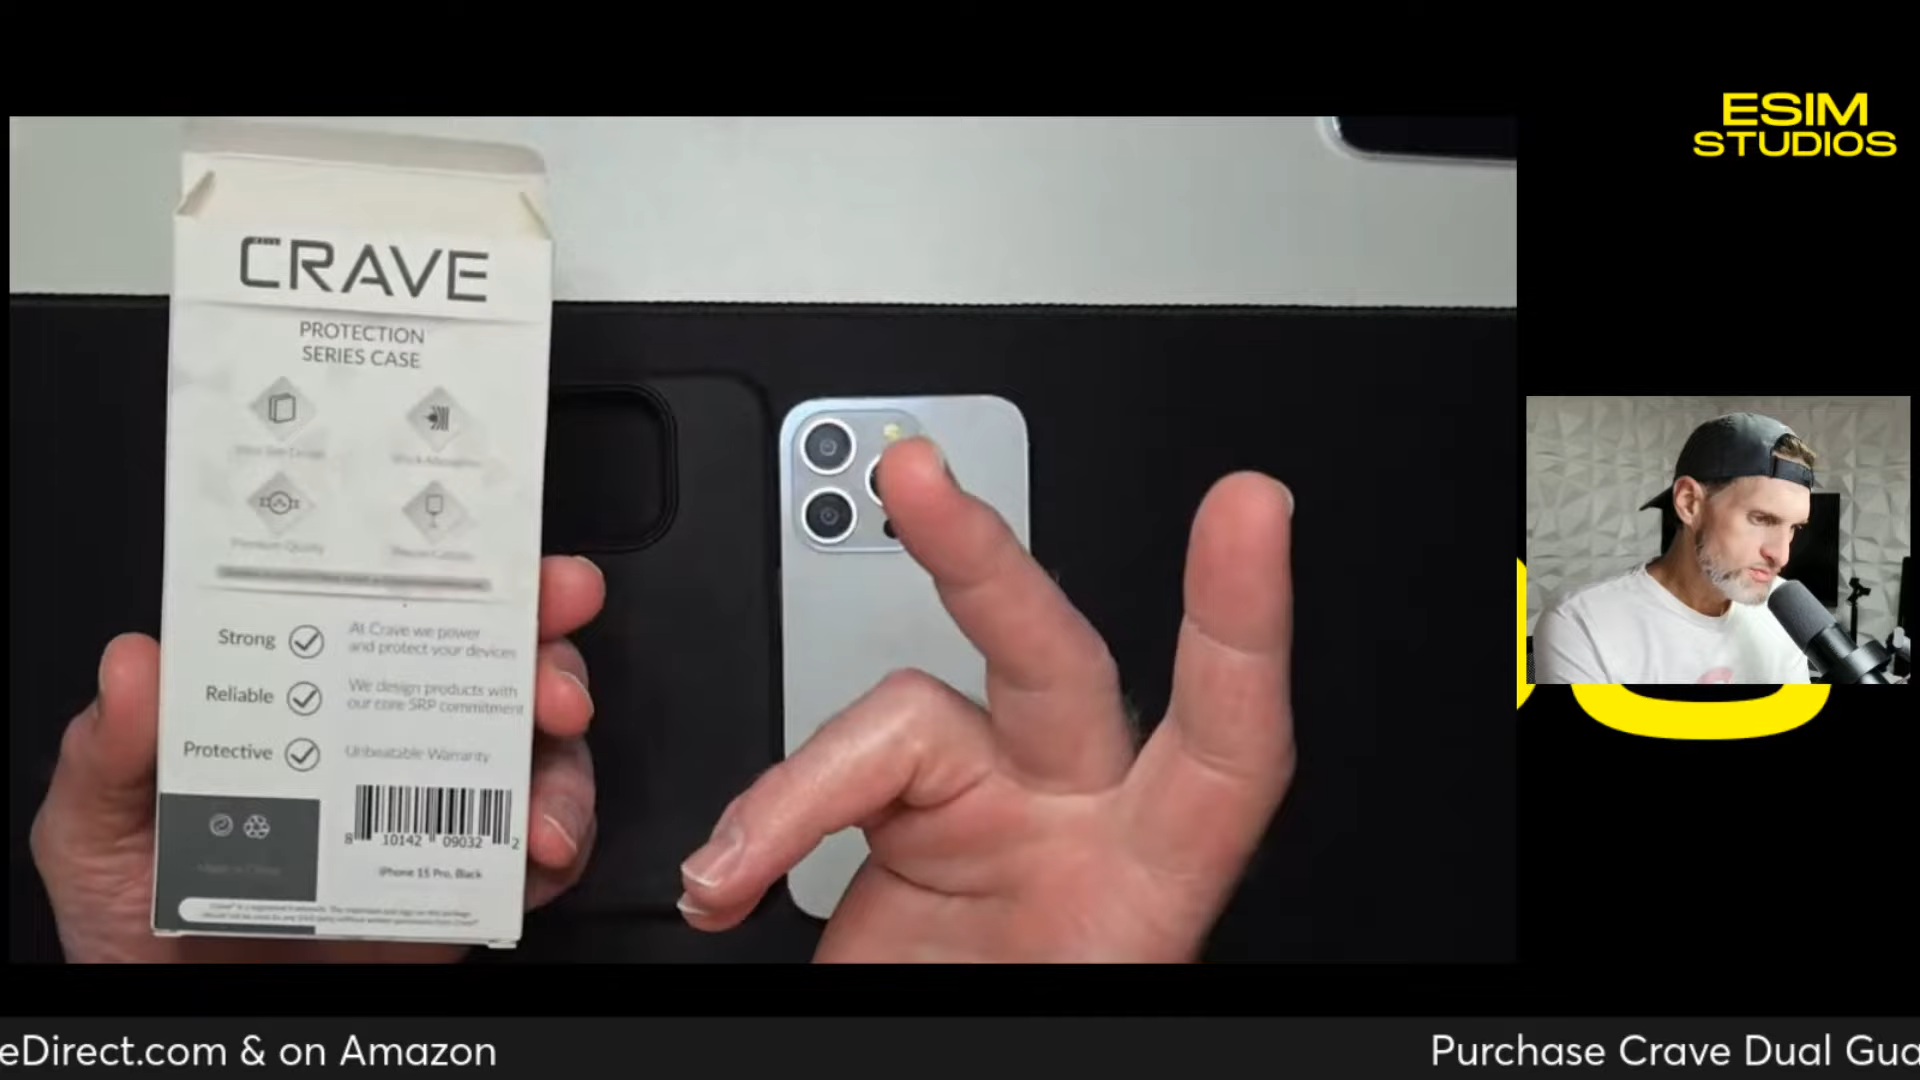 ESIM
STUDIOS
CRAVE
PROTECTION
SERIES CASE
Premium Quality
Strong
At Crave we power
and protect your devices
Reliable
We design products with
our core SRP commitment
Protective
Unbeatable Warranty
8 10142 09032 2
iPhone 15 Pro, Black
eDirect.com & on Amazon
Purchase Crave Dual Gua